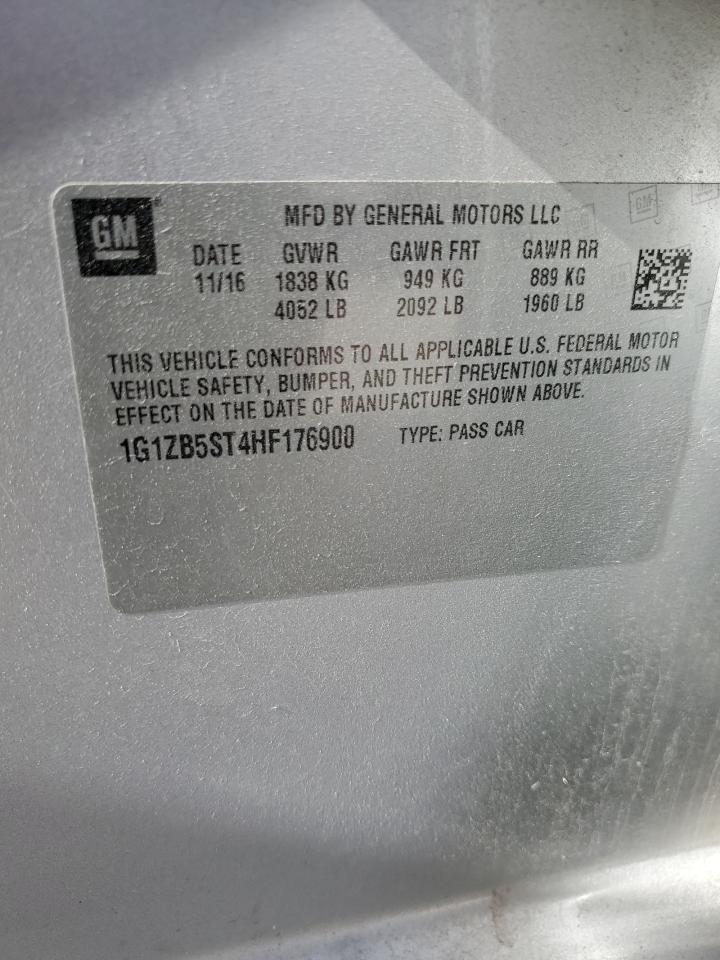 GM
MFD BY GENERAL MOTORS LLC
DATE GVWR GAWR FRT GAWR RR
11/16 1838 KG 949 KG 889 KG
4052 LB 2092 LB 1960 LB
THIS VEHICLE CONFORMS TO ALL APPLICABLE U.S. FEDERAL MOTOR
VEHICLE SAFETY, BUMPER, AND THEFT PREVENTION STANDARDS IN
EFFECT ON THE DATE OF MANUFACTURE SHOWN ABOVE.
1G1ZB5ST4HF176900 TYPE: PASS CAR